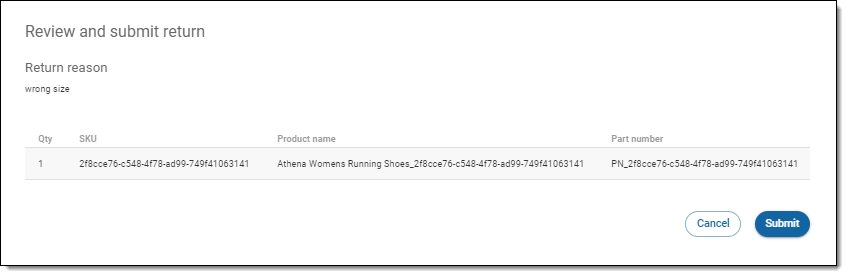 Review and submit return
Return reason
wrong size
Qty SKU Product name Part number
1 2f8cce76-c548-4f78-ad99-749f41063141 Athena Womens Running Shoes_2f8cce76-c548-4f78-ad99-749f41063141 PN_2f8cce76-c548-4f78-ad99-749f41063141
Cancel Submit